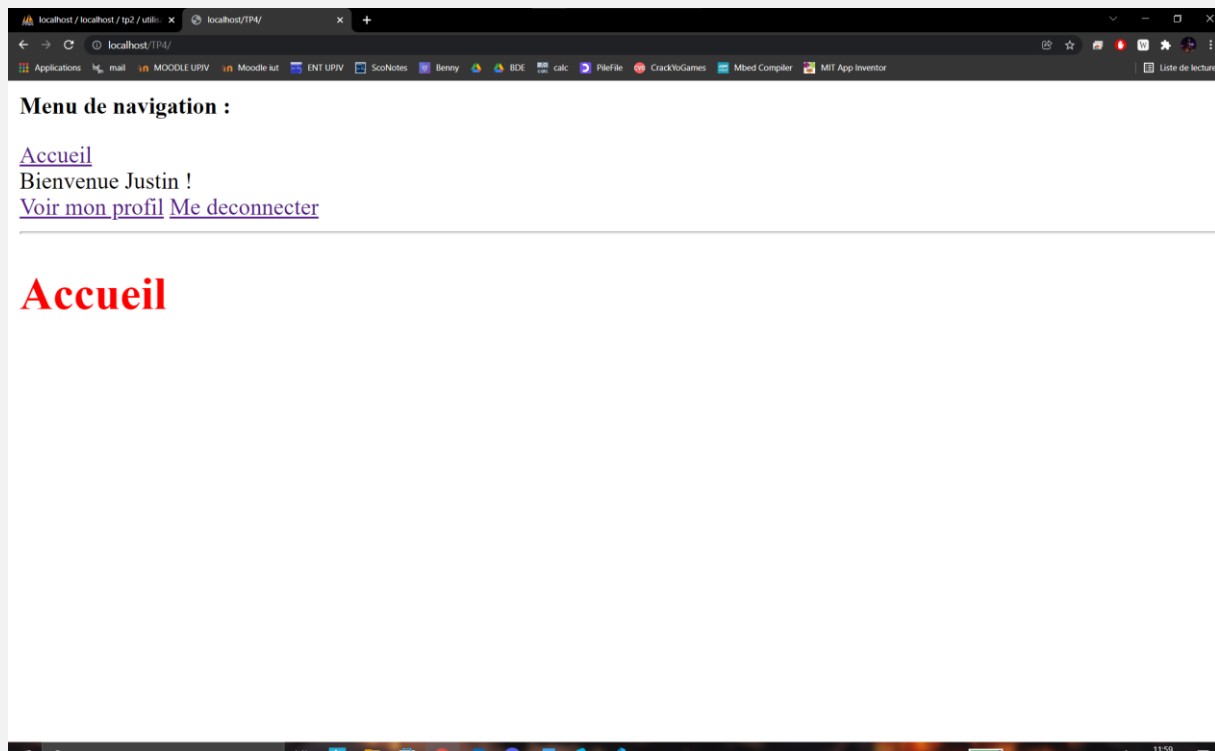 localhost / localhost / tp2 / utilis
localhost/TP4/
localhost/TP4/
Applications mail MOODLE UPJV Moodle iut ENT UPJV ScoNotes Benny BDE calc PileFile CrackYoGames Mbed Compiler MIT App Inventor Liste de lecture
Menu de navigation :
Accueil
Bienvenue Justin !
Voir mon profil Me deconnecter
Accueil
11:59